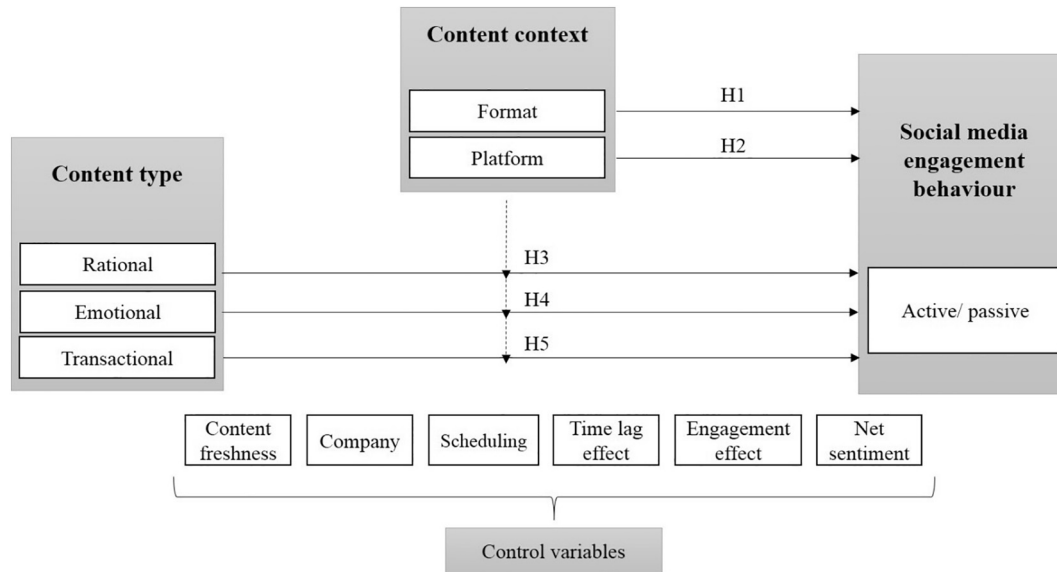 Content context
Format
Platform
H1
H2
Social media
engagement
behaviour
Active/ passive
Content type
Rational
Emotional
Transactional
H3
H4
H5
Content
freshness
Company
Scheduling
Time lag
effect
Engagement
effect
Net
sentiment
Control variables